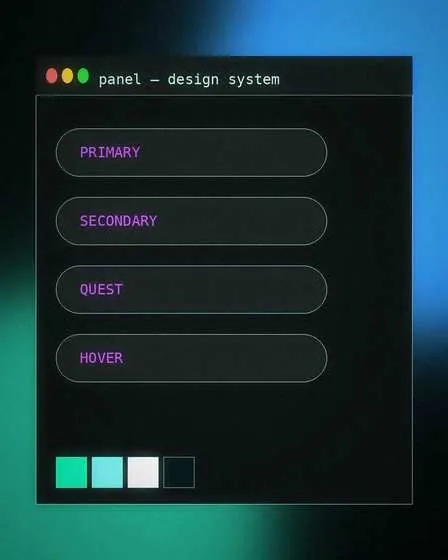 panel — design system
PRIMARY
SECONDARY
QUEST
HOVER